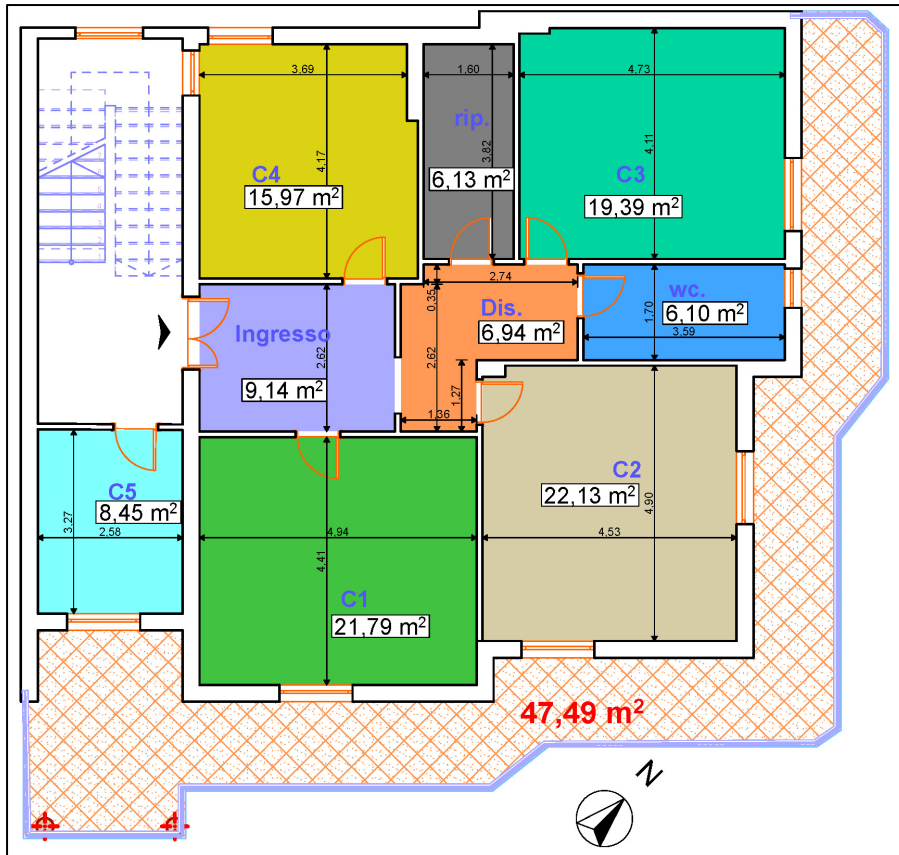 3,69
4,17
C4
15,97 m²
1,60
rip.
3,82
6,13 m²
4,73
4,11
C3
19,39 m²
2,74
0,35
Dis.
6,94 m²
2,62
1,27
1,36
wc.
1,70
6,10 m²
3,59
Ingresso
2,62
9,14 m²
C5
8,45 m²
3,27
2,58
4,94
4,41
C1
21,79 m²
C2
22,13 m²
4,90
4,53
47,49 m²
N